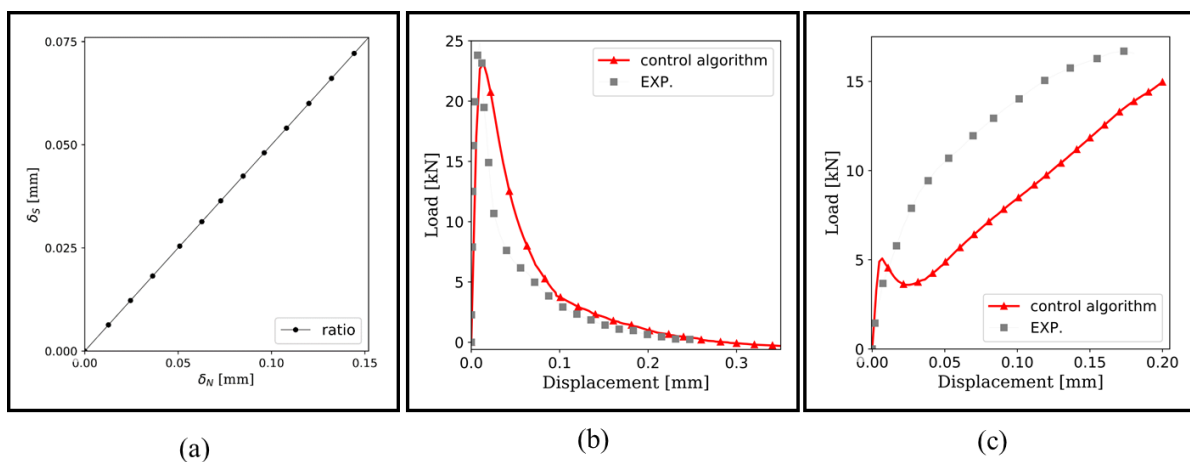 0.075
0.050
0.025
0.000
δS [mm]
0.00
0.05
0.10
0.15
δN [mm]
ratio
(a)
25
20
15
10
5
0
Load [kN]
0.0
0.1
0.2
0.3
Displacement [mm]
control algorithm
EXP.
(b)
15
10
5
0
Load [kN]
0.00
0.05
0.10
0.15
0.20
Displacement [mm]
control algorithm
EXP.
(c)